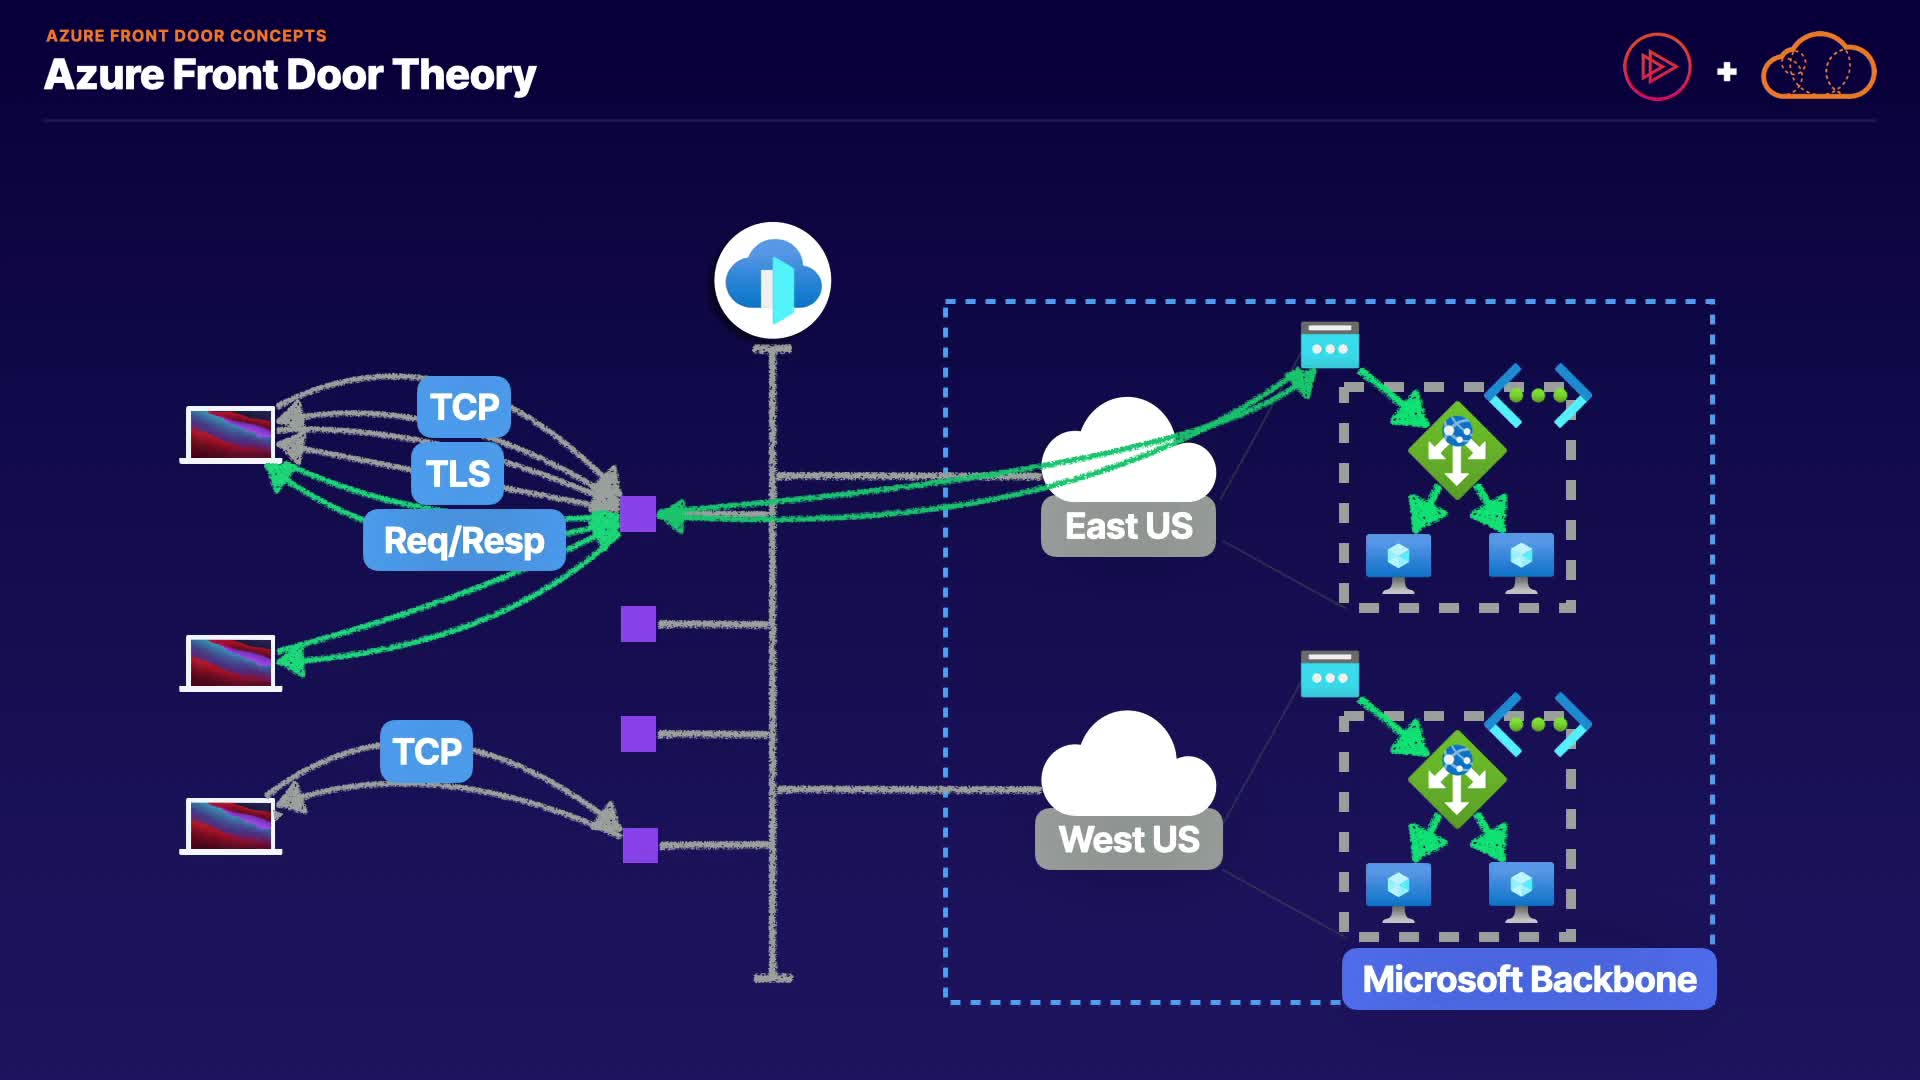 AZURE FRONT DOOR CONCEPTS
Azure Front Door Theory
TCP
TLS
Req/Resp
East US
TCP
West US
Microsoft Backbone